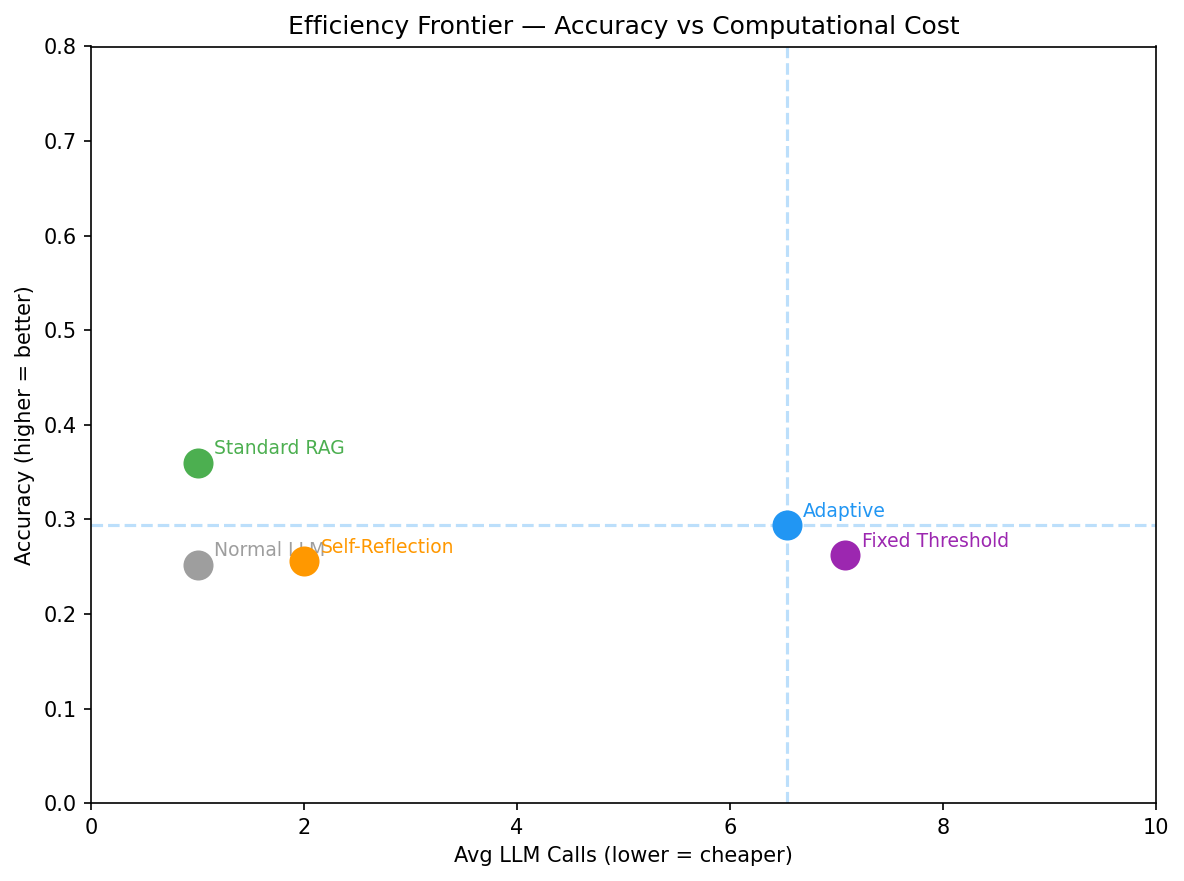 Efficiency Frontier — Accuracy vs Computational Cost
Accuracy (higher = better)
0.8
0.7
0.6
0.5
0.4
0.3
0.2
0.1
0.0
Standard RAG
Adaptive
Fixed Threshold
Normal LLM
Self-Reflection
0 2 4 6 8 10
Avg LLM Calls (lower = cheaper)